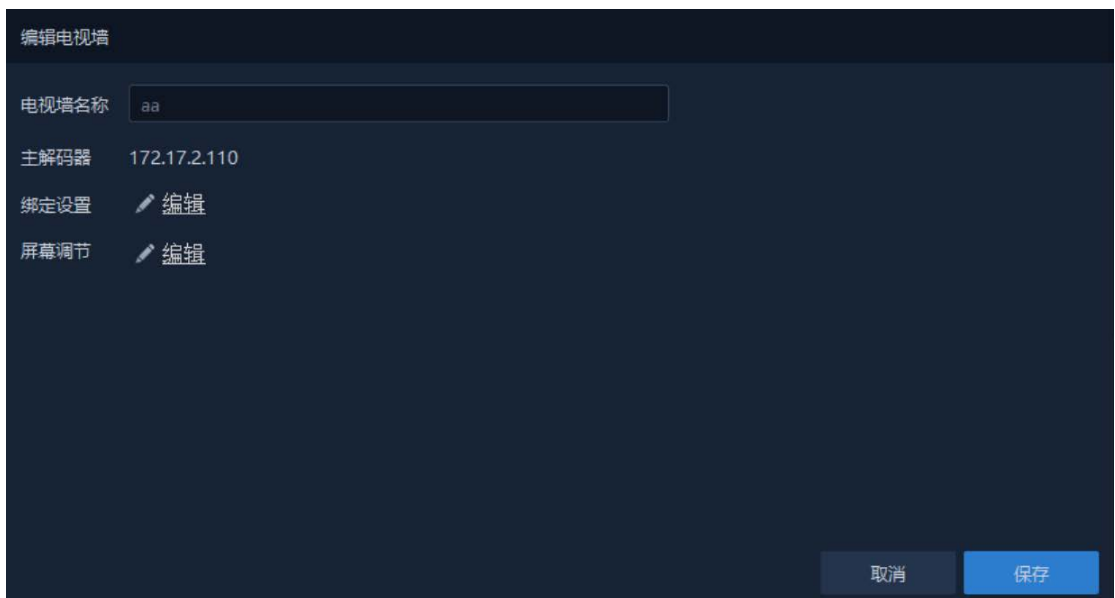 编辑电视墙
电视墙名称 aa
主解码器 172.17.2.110
绑定设置 编辑
屏幕调节 编辑
取消 保存